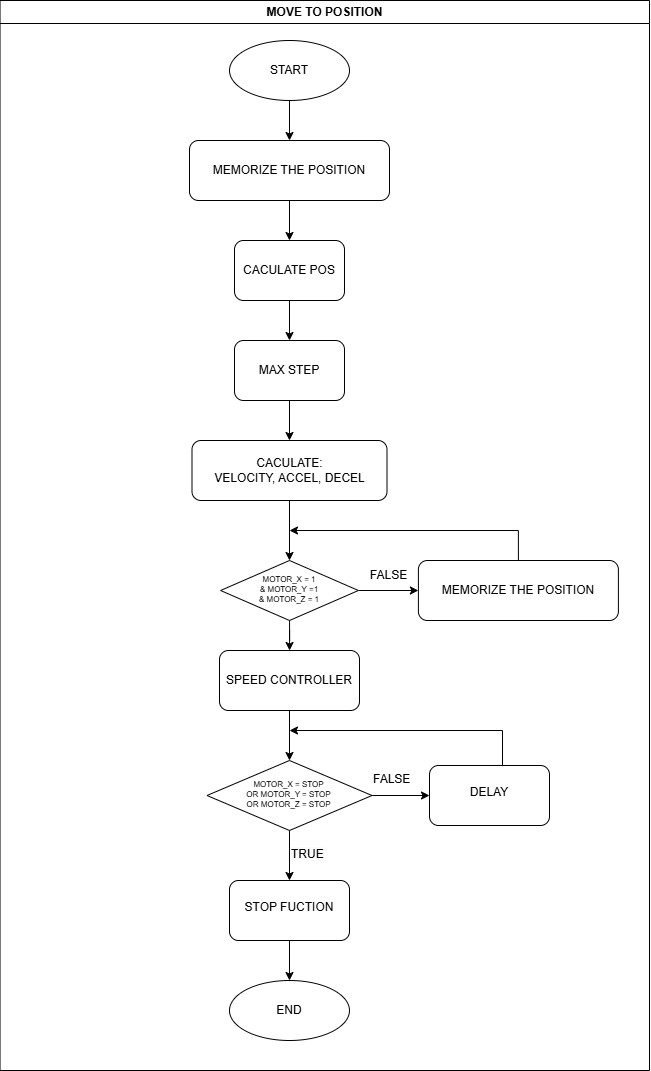 MOVE TO POSITION
START
MEMORIZE THE POSITION
CACULATE POS
MAX STEP
CACULATE:
VELOCITY, ACCEL, DECEL
MOTOR_X = 1
& MOTOR_Y =1
& MOTOR_Z = 1
FALSE
MEMORIZE THE POSITION
SPEED CONTROLLER
MOTOR_X = STOP
OR MOTOR_Y = STOP
OR MOTOR_Z = STOP
FALSE
DELAY
TRUE
STOP FUCTION
END